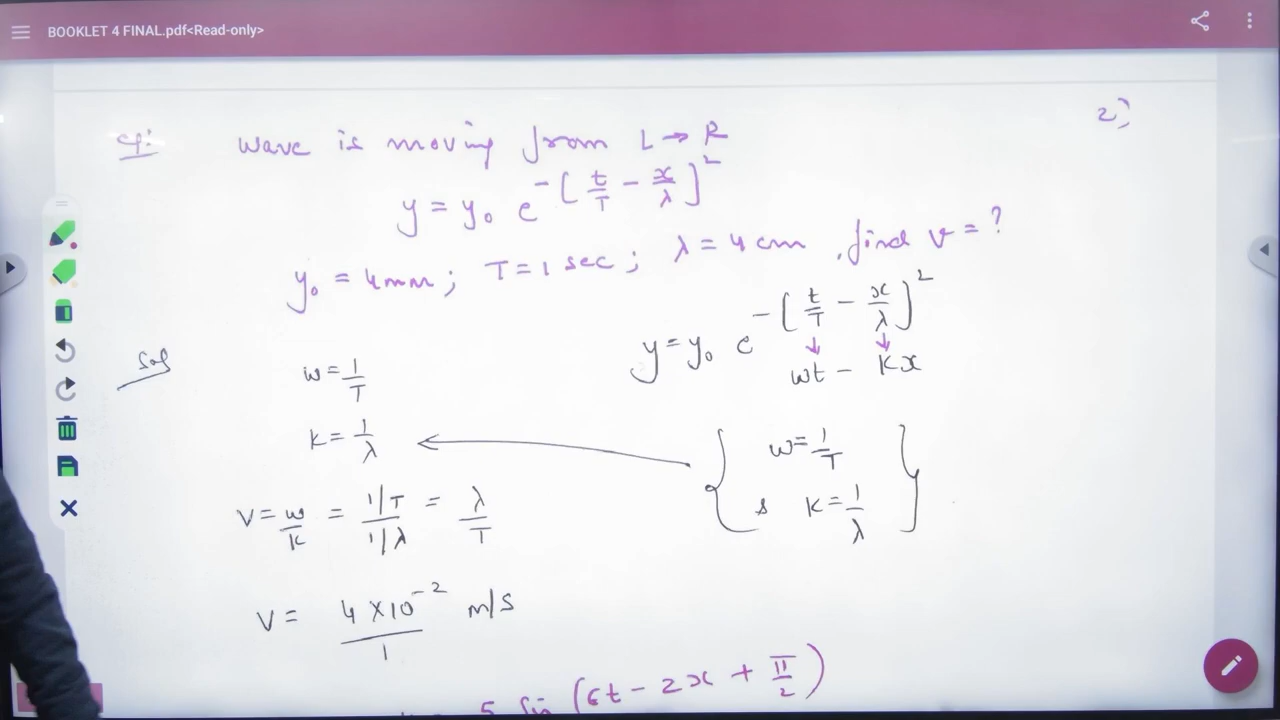 BOOKLET 4 FINAL.pdf<Read-only>
2)
wave is moving from L → R
y = y₀ e^-[t/T - x/λ]²
y₀ = 4mm ; T = 1 sec ; λ = 4 cm , find v = ?
Sol
y = y₀ e^-[t/T - x/λ]²
wt - Kx
w = 1/T
K = 1/λ
w = 1/T
& K = 1/λ
V = w/K = 1/T / 1/λ = λ/T
V = 4 × 10⁻² / 1 m/s
5 sin (6t - 2x + π/2)